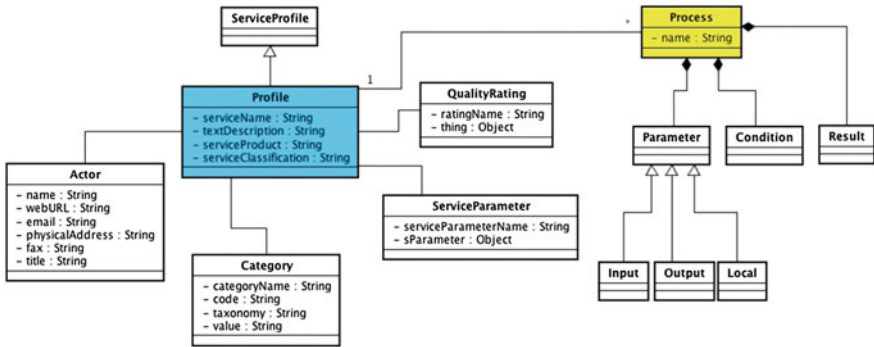 ServiceProfile
*
Process
- name : String
1
Profile
- serviceName : String
- textDescription : String
- serviceProduct : String
- serviceClassification : String
QualityRating
- ratingName : String
- thing : Object
Parameter
Condition
Result
Actor
- name : String
- webURL : String
- email : String
- physicalAddress : String
- fax : String
- title : String
ServiceParameter
- serviceParameterName : String
- sParameter : Object
Category
- categoryName : String
- code : String
- taxonomy : String
- value : String
Input
Output
Local